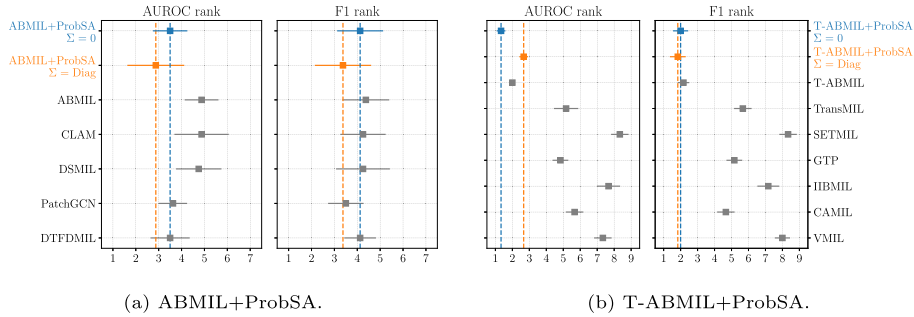 AUROC rank
F1 rank
ABMIL+ProbSA
Σ = 0
ABMIL+ProbSA
Σ = Diag
ABMIL
CLAM
DSMIL
PatchGCN
DTFDMIL
1 2 3 4 5 6 7
1 2 3 4 5 6 7
(a) ABMIL+ProbSA.
AUROC rank
F1 rank
T-ABMIL+ProbSA
Σ = 0
T-ABMIL+ProbSA
Σ = Diag
T-ABMIL
TransMIL
SETMIL
GTP
IIBMIL
CAMIL
VMIL
1 2 3 4 5 6 7 8 9
1 2 3 4 5 6 7 8 9
(b) T-ABMIL+ProbSA.